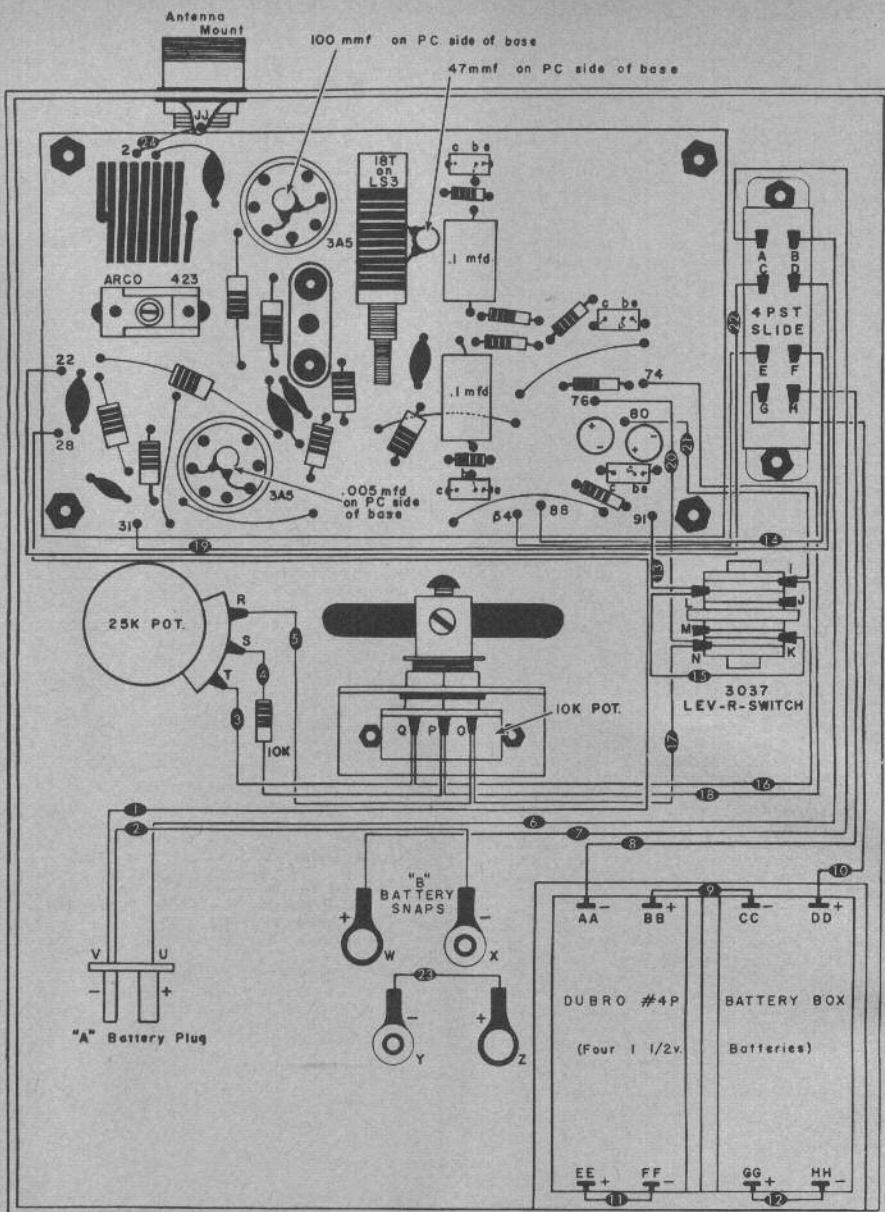 Antenna
Mount
100 mmf on PC side of base
47mmf on PC side of base
JJ
2
24
18T
on
LS3
c b e
3A5
.1 mfd
A B
C D
4 PST
SLIDE
E F
G H
22
ARCO 423
c b e
22
74
.1 mfd
76
80
+ -
+ -
20
21
28
b
c e
c b e
3A5
.005 mfd
on PC side
of base
31
54
88
91
19
14
13
I
L J
M
N K
15
3037
LEV-R-SWITCH
25K POT.
R
S
T
5
4
3
10K
Q P O
10K POT.
17
16
18
1
2
6
7
8
10
"B"
BATTERY
SNAPS
+ -
W X
9
AA - BB + CC - DD +
V U
- +
"A" Battery Plug
23
- +
Y Z
DUBRO #4P BATTERY BOX
(Four 1 1/2v. Batteries)
EE + FF - GG + HH -
11 12